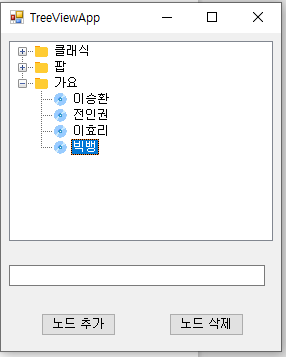 TreeViewApp
클래식
팝
가요
이승환
전인권
이효리
빅뱅
노드 추가 노드 삭제